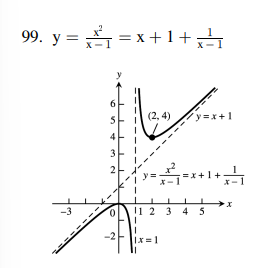 99. y = x²/(x − 1) = x + 1 + 1/(x − 1)
y
6
5
(2, 4)
y = x + 1
4
3
2
y = x²/(x − 1) = x + 1 + 1/(x − 1)
1
x
−3
0
1 2 3 4 5
−2
x = 1